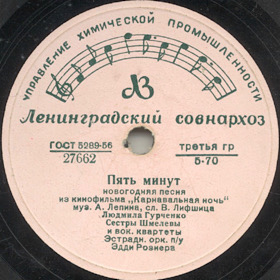 УПРАВЛЕНИЕ ХИМИЧЕСКОЙ ПРОМЫШЛЕННОСТИ
Ленинградский совнархоз
ГОСТ 5289-56
27662
третья гр
5-70
Пять минут
новогодняя песня
из кинофильма „Карнавальная ночь"
муз. А. Лепина, сл. В. Лифшица
Людмила Гурченко
Сестры Шмелевы
и вок. квартеты
Эстрадн. орк. п/у
Эдди Рознера